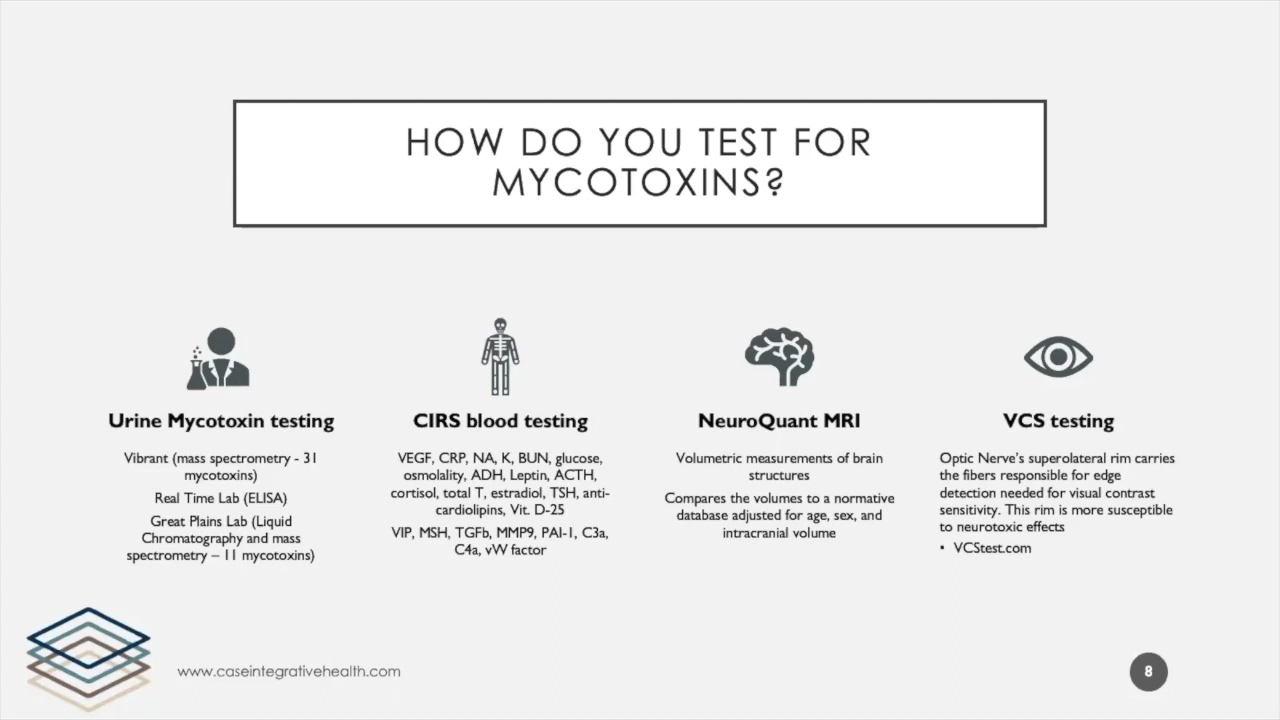 HOW DO YOU TEST FOR
MYCOTOXINS?
Urine Mycotoxin testing
Vibrant (mass spectrometry - 31
mycotoxins)
Real Time Lab (ELISA)
Great Plains Lab (Liquid
Chromatography and mass
spectrometry – 11 mycotoxins)
CIRS blood testing
VEGF, CRP, NA, K, BUN, glucose,
osmolality, ADH, Leptin, ACTH,
cortisol, total T, estradiol, TSH, anti-
cardiolipins, Vit. D-25
VIP, MSH, TGFb, MMP9, PAI-1, C3a,
C4a, vW factor
NeuroQuant MRI
Volumetric measurements of brain
structures
Compares the volumes to a normative
database adjusted for age, sex, and
intracranial volume
VCS testing
Optic Nerve's superolateral rim carries
the fibers responsible for edge
detection needed for visual contrast
sensitivity. This rim is more susceptible
to neurotoxic effects
• VCStest.com
www.caseintegrativehealth.com
8